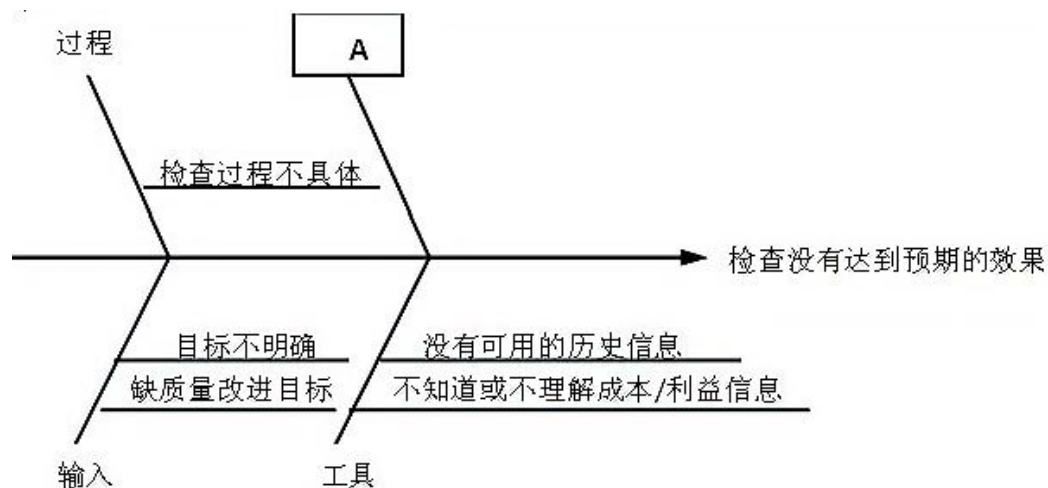 过程
A
检查过程不具体
检查没有达到预期的效果
目标不明确
没有可用的历史信息
缺质量改进目标
不知道或不理解成本/利益信息
输入
工具